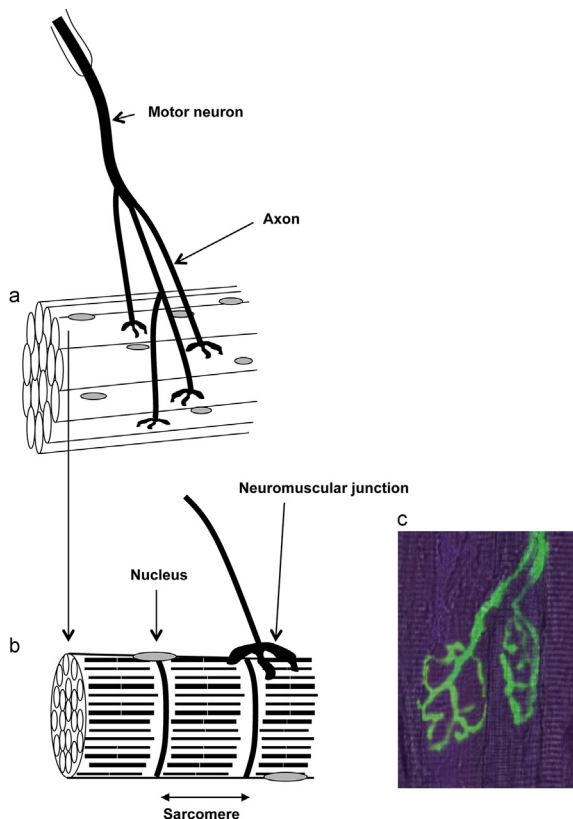 Motor neuron
Axon
a
Neuromuscular junction
c
Nucleus
b
Sarcomere